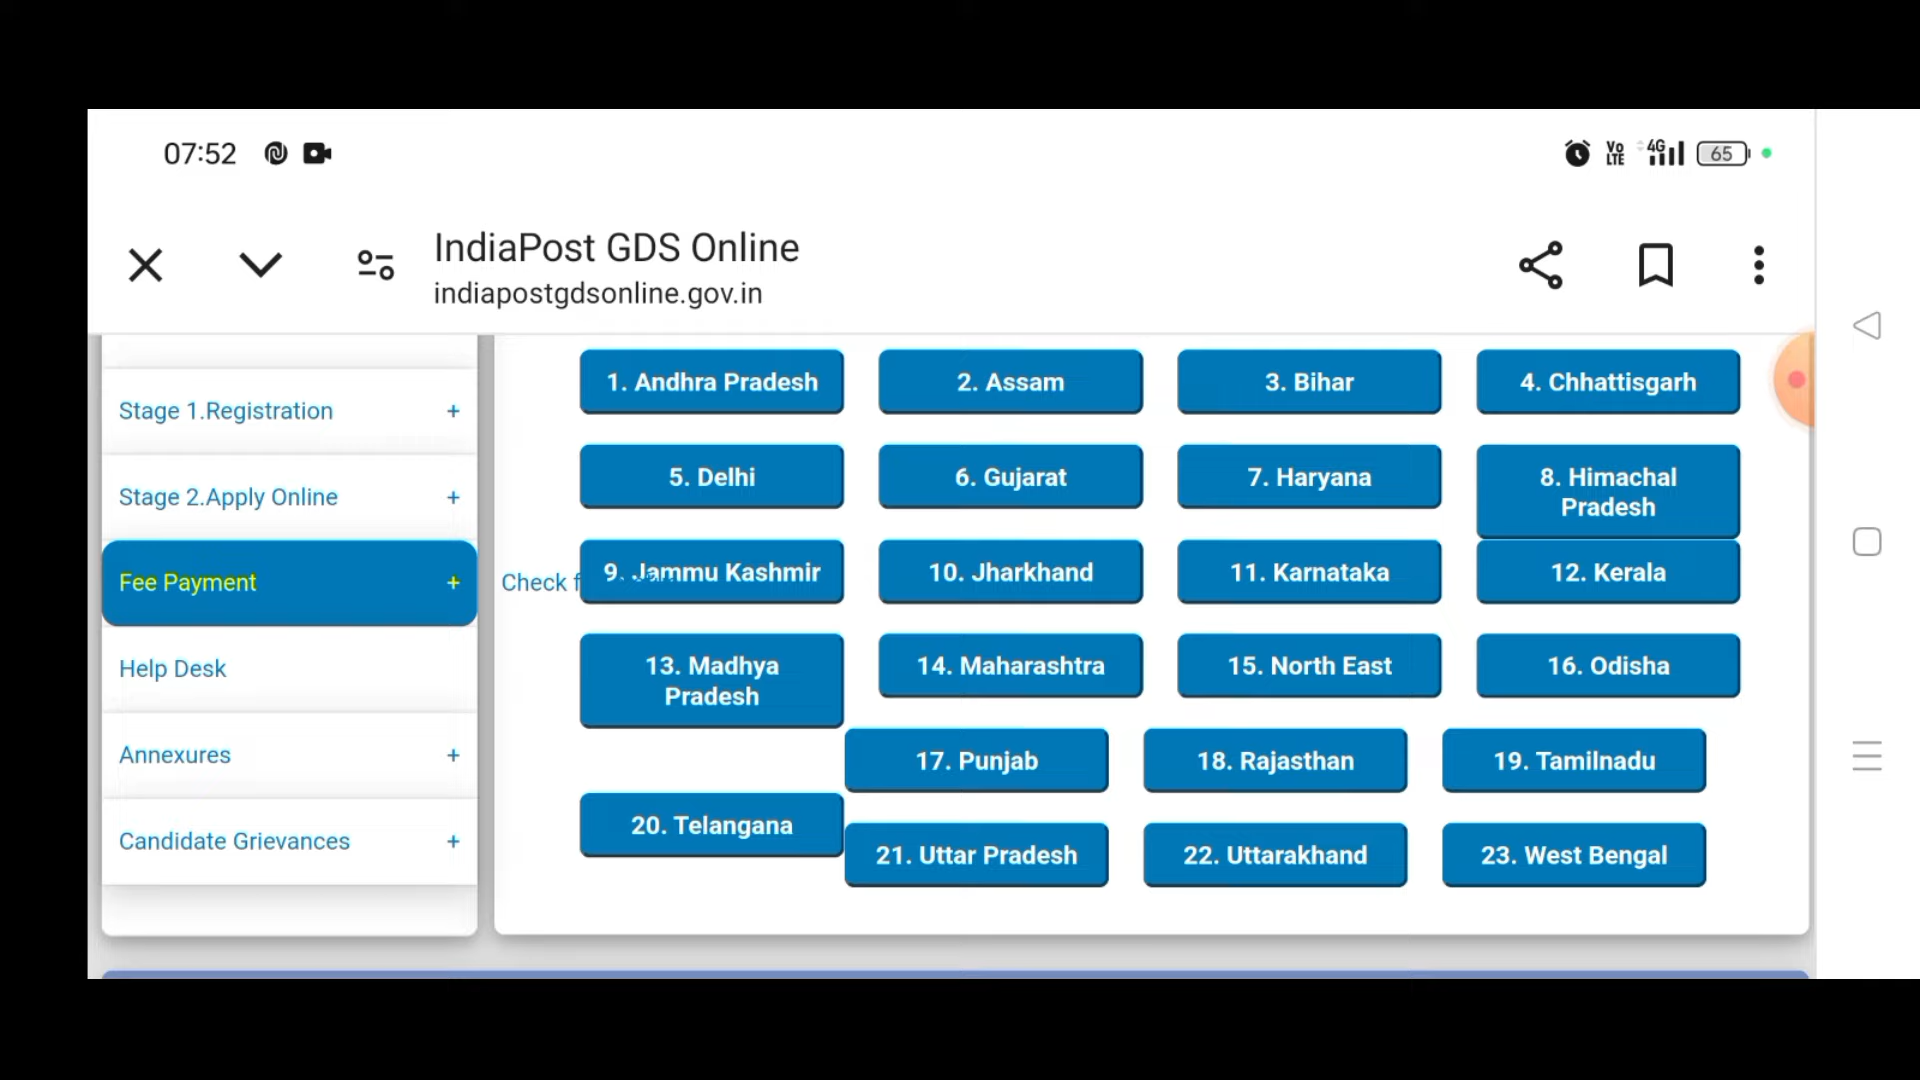 07:52
Vo LTE 4G 65
IndiaPost GDS Online
indiapostgdsonline.gov.in
Stage 1.Registration +
Stage 2.Apply Online +
Fee Payment +
Help Desk
Annexures +
Candidate Grievances +
Check
1. Andhra Pradesh
2. Assam
3. Bihar
4. Chhattisgarh
5. Delhi
6. Gujarat
7. Haryana
8. Himachal
Pradesh
9. Jammu Kashmir
10. Jharkhand
11. Karnataka
12. Kerala
13. Madhya
Pradesh
14. Maharashtra
15. North East
16. Odisha
17. Punjab
18. Rajasthan
19. Tamilnadu
20. Telangana
21. Uttar Pradesh
22. Uttarakhand
23. West Bengal